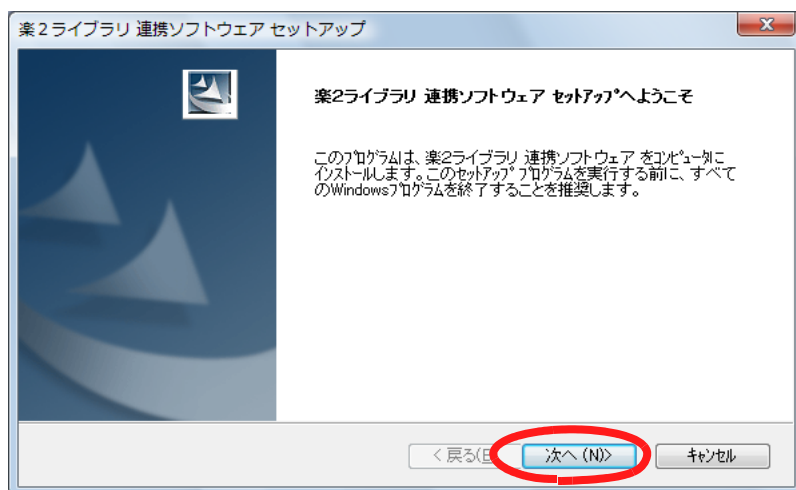 楽2ライブラリ 連携ソフトウェア セットアップ
楽2ライブラリ 連携ソフトウェア ｾｯﾄｱｯﾌﾟへようこそ
このﾌﾟﾛｸﾞﾗﾑは、楽2ライブラリ 連携ソフトウェア をｺﾝﾋﾟｭｰﾀに
ｲﾝｽﾄｰﾙします。このｾｯﾄｱｯﾌﾟ ﾌﾟﾛｸﾞﾗﾑを実行する前に、すべて
のWindowsﾌﾟﾛｸﾞﾗﾑを終了することを推奨します。
< 戻る(B
次へ (N)>
ｷｬﾝｾﾙ